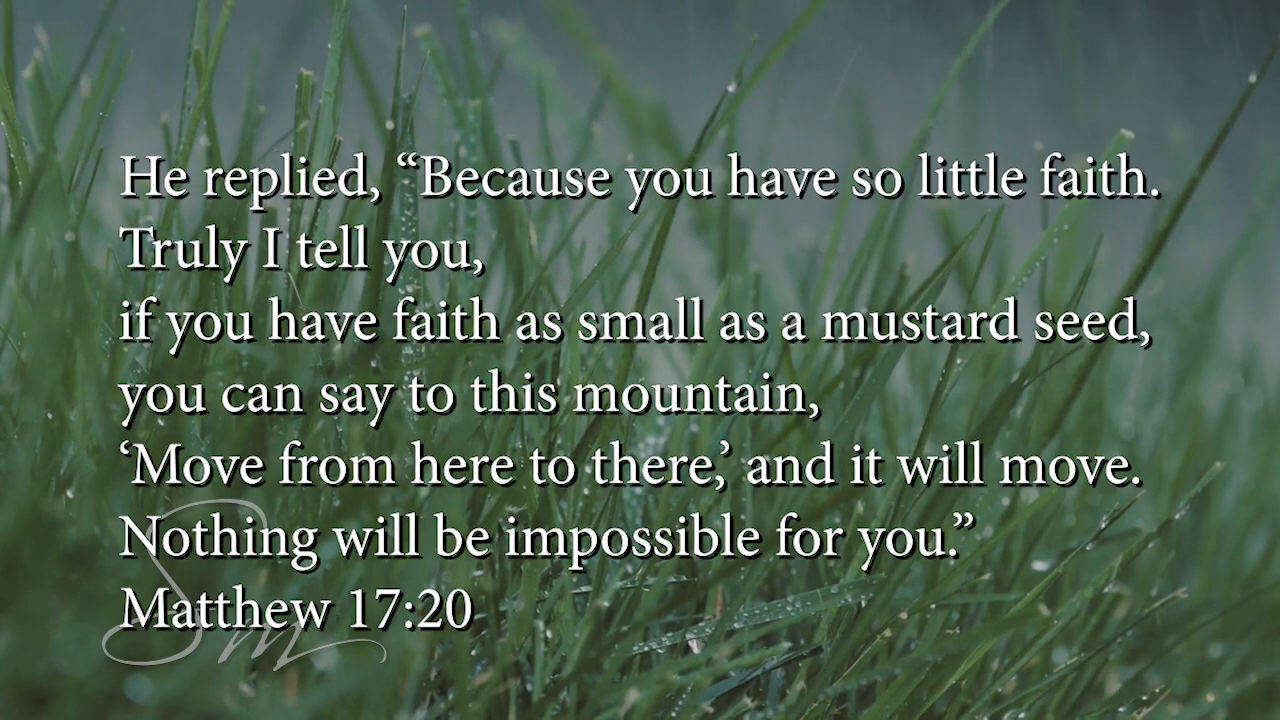 He replied, “Because you have so little faith.
Truly I tell you,
if you have faith as small as a mustard seed,
you can say to this mountain,
‘Move from here to there,’ and it will move.
Nothing will be impossible for you.”
Matthew 17:20
Sm